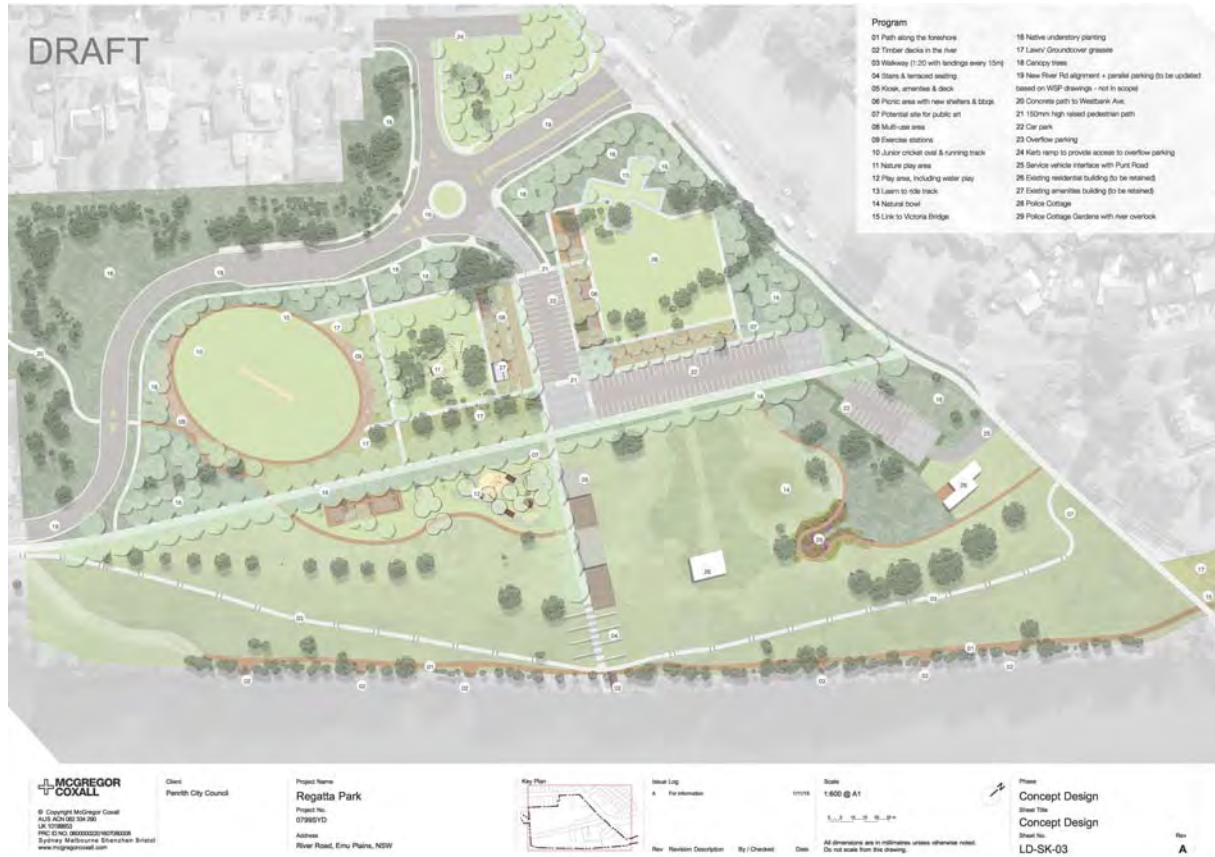 DRAFT
Program
01 Path along the foreshore
02 Timber decks in the river
03 Walkway (1:20 with landings every 15m)
04 Stairs & terraced seating
05 Kiosk, amenities & deck
06 Picnic area with new shelters & bbqs
07 Potential site for public art
08 Multi-use area
09 Exercise stations
10 Junior cricket oval & running track
11 Nature play area
12 Play area, including water play
13 Learn to ride track
14 Natural bowl
15 Link to Victoria Bridge
16 Native understory planting
17 Lawn/ Groundcover grasses
18 Canopy trees
19 New River Rd alignment + parallel parking (to be updated
based on WSP drawings - not in scope)
20 Concrete path to Westbank Ave.
21 150mm high raised pedestrian path
22 Car park
23 Overflow parking
24 Kerb ramp to provide access to overflow parking
25 Service vehicle interface with Punt Road
26 Existing residential building (to be retained)
27 Existing amenities building (to be retained)
28 Police Cottage
29 Police Cottage Gardens with river overlook
MCGREGOR
COXALL
© Copyright McGregor Coxall
Sydney Melbourne Shenzhen Bristol
www.mcgregorcoxall.com
Client
Penrith City Council
Project Name
Regatta Park
Project No.
0799SYD
Address
River Road, Emu Plains, NSW
Key Plan
Issue Log
A For information
Rev Revision Description By / Checked Date
Scale
1:600 @ A1
All dimensions are in millimetres unless otherwise noted.
Do not scale from this drawing.
Phase
Concept Design
Sheet Title
Concept Design
Sheet No.
LD-SK-03
Rev
A